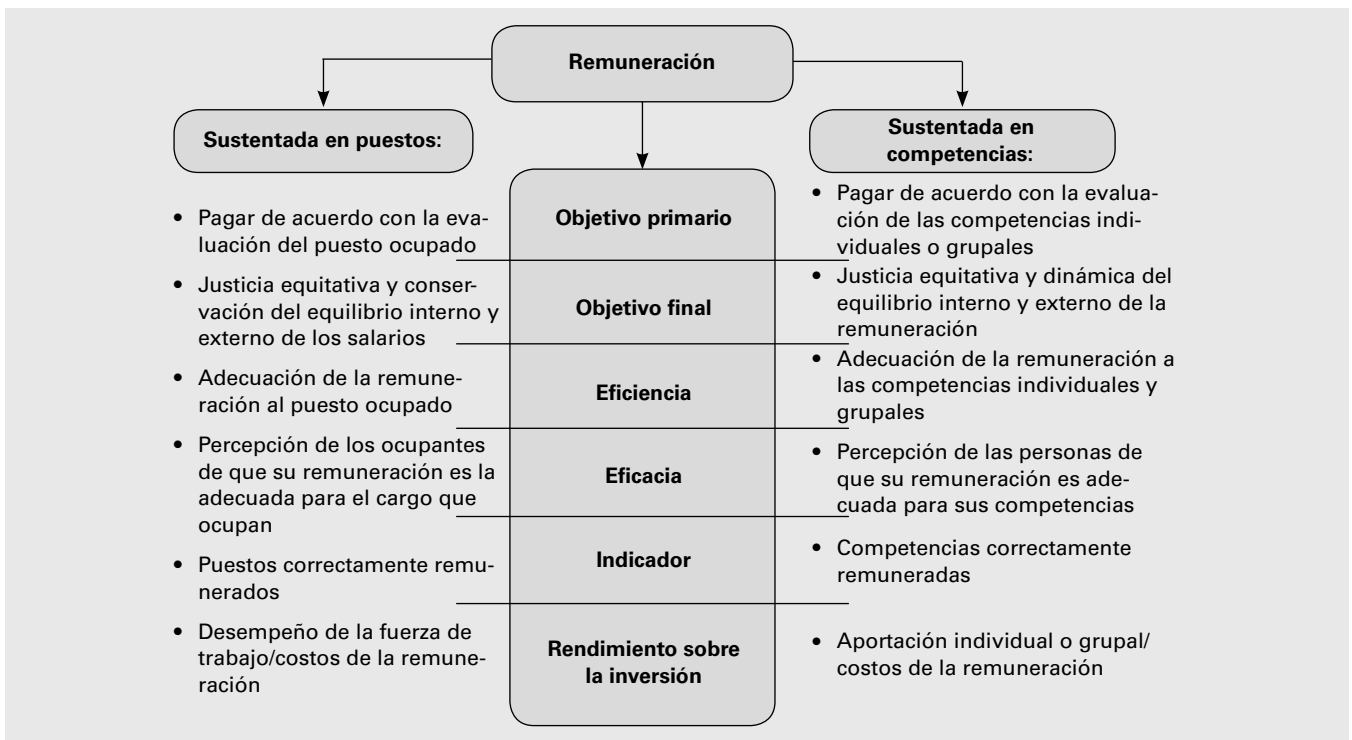 Remuneración
Sustentada en puestos:
• Pagar de acuerdo con la eva-
luación del puesto ocupado
• Justicia equitativa y conser-
vación del equilibrio interno y
externo de los salarios
• Adecuación de la remune-
ración al puesto ocupado
• Percepción de los ocupantes
de que su remuneración es la
adecuada para el cargo que
ocupan
• Puestos correctamente remu-
nerados
• Desempeño de la fuerza de
trabajo/costos de la remune-
ración
Objetivo primario
Objetivo final
Eficiencia
Eficacia
Indicador
Rendimiento sobre
la inversión
Sustentada en
competencias:
• Pagar de acuerdo con la evalua-
ción de las competencias indi-
viduales o grupales
• Justicia equitativa y dinámica del
equilibrio interno y externo de la
remuneración
• Adecuación de la remuneración a
las competencias individuales y
grupales
• Percepción de las personas de
que su remuneración es ade-
cuada para sus competencias
• Competencias correctamente
remuneradas
• Aportación individual o grupal/
costos de la remuneración